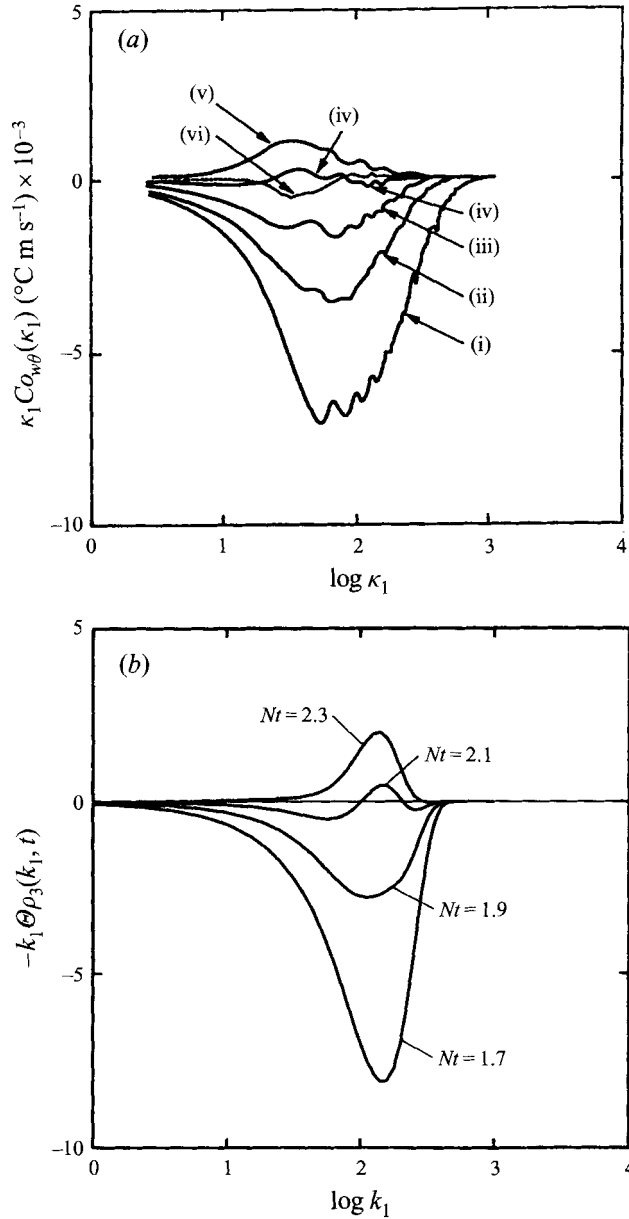 (a)
5
0
−5
−10
0
1
2
3
4
κ₁Co_{wθ}(κ₁) (°C m s⁻¹) × 10⁻³
log κ₁
(v)
(iv)
(vi)
(iv)
(iii)
(ii)
(i)
(b)
5
0
−5
−10
0
1
2
3
4
−k₁Θρ₃(k₁, t)
log k₁
Nt = 2.3
Nt = 2.1
Nt = 1.9
Nt = 1.7